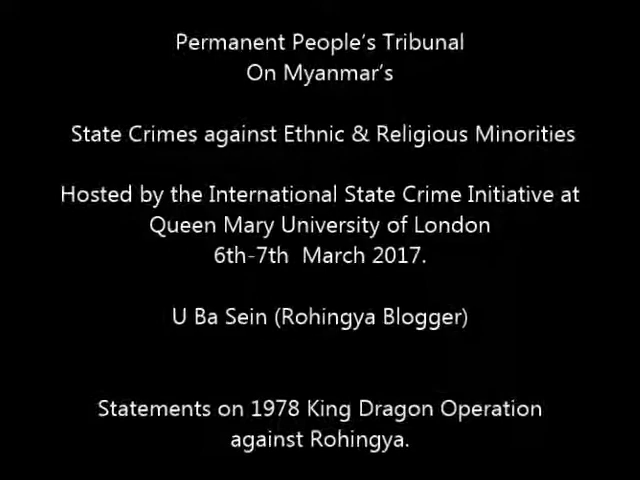 Permanent People's Tribunal
On Myanmar's
State Crimes against Ethnic & Religious Minorities
Hosted by the International State Crime Initiative at
Queen Mary University of London
6th-7th  March 2017.
U Ba Sein (Rohingya Blogger)
Statements on 1978 King Dragon Operation
against Rohingya.